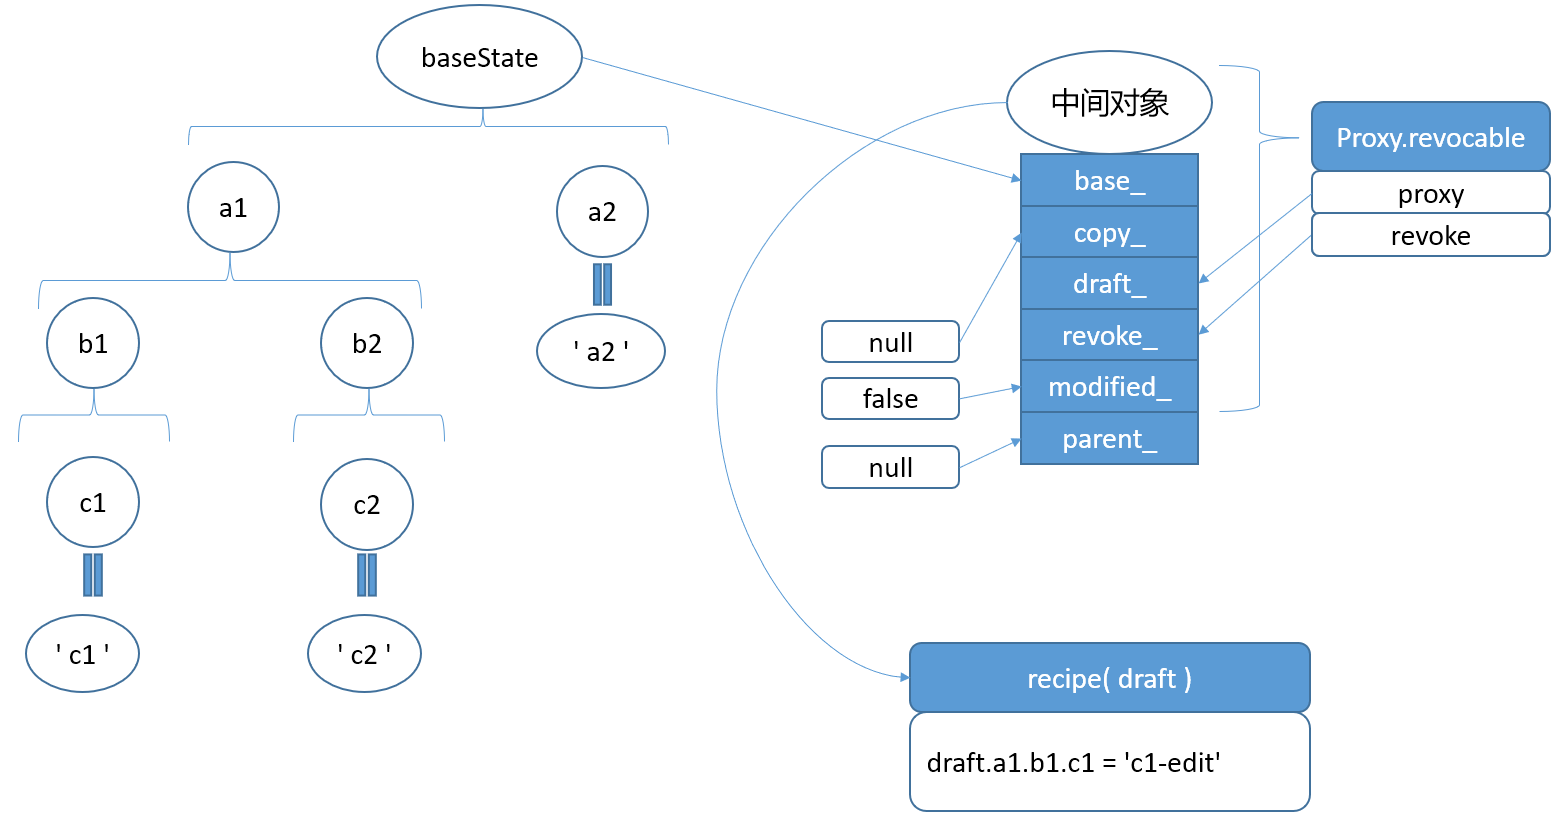 baseState
a1
a2
b1
b2
' a2 '
c1
c2
' c1 '
' c2 '
中间对象
base_
copy_
draft_
revoke_
modified_
parent_
null
false
null
Proxy.revocable
proxy
revoke
recipe( draft )
draft.a1.b1.c1 = 'c1-edit'